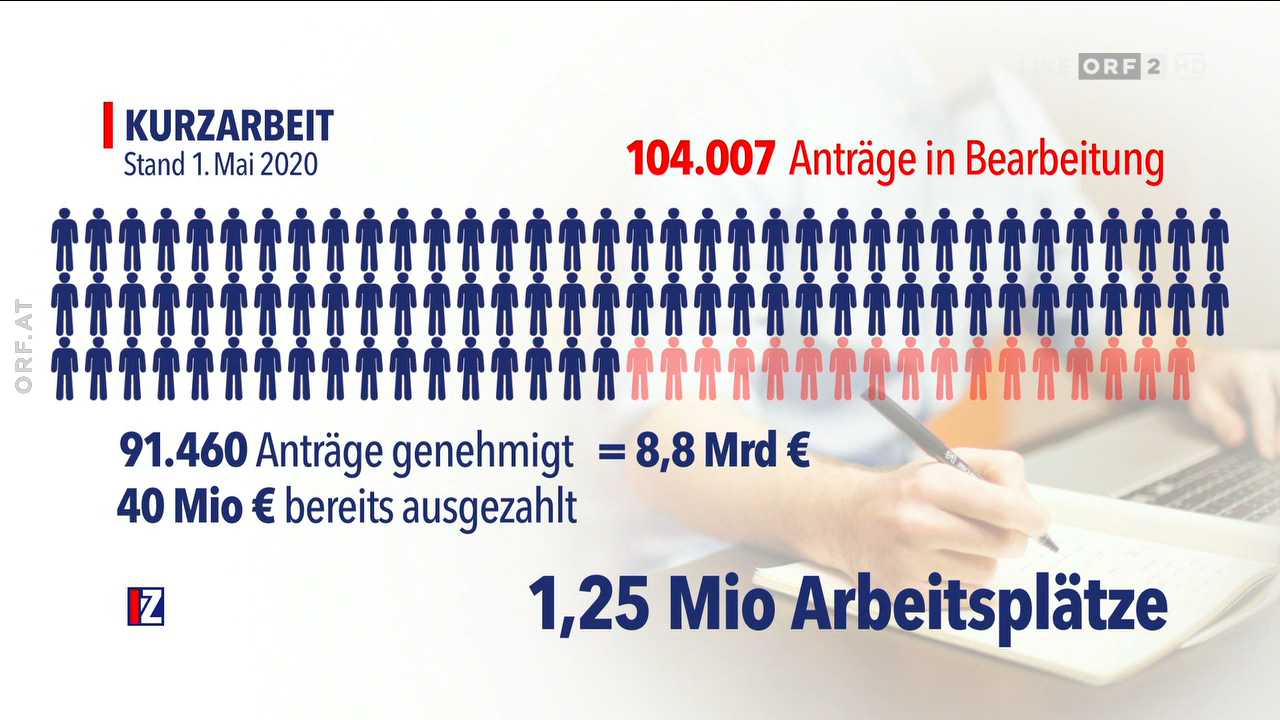 LIVE ORF 2 HD
KURZARBEIT
Stand 1. Mai 2020
104.007 Anträge in Bearbeitung
ORF.AT
91.460 Anträge genehmigt = 8,8 Mrd €
40 Mio € bereits ausgezahlt
Z
1,25 Mio Arbeitsplätze